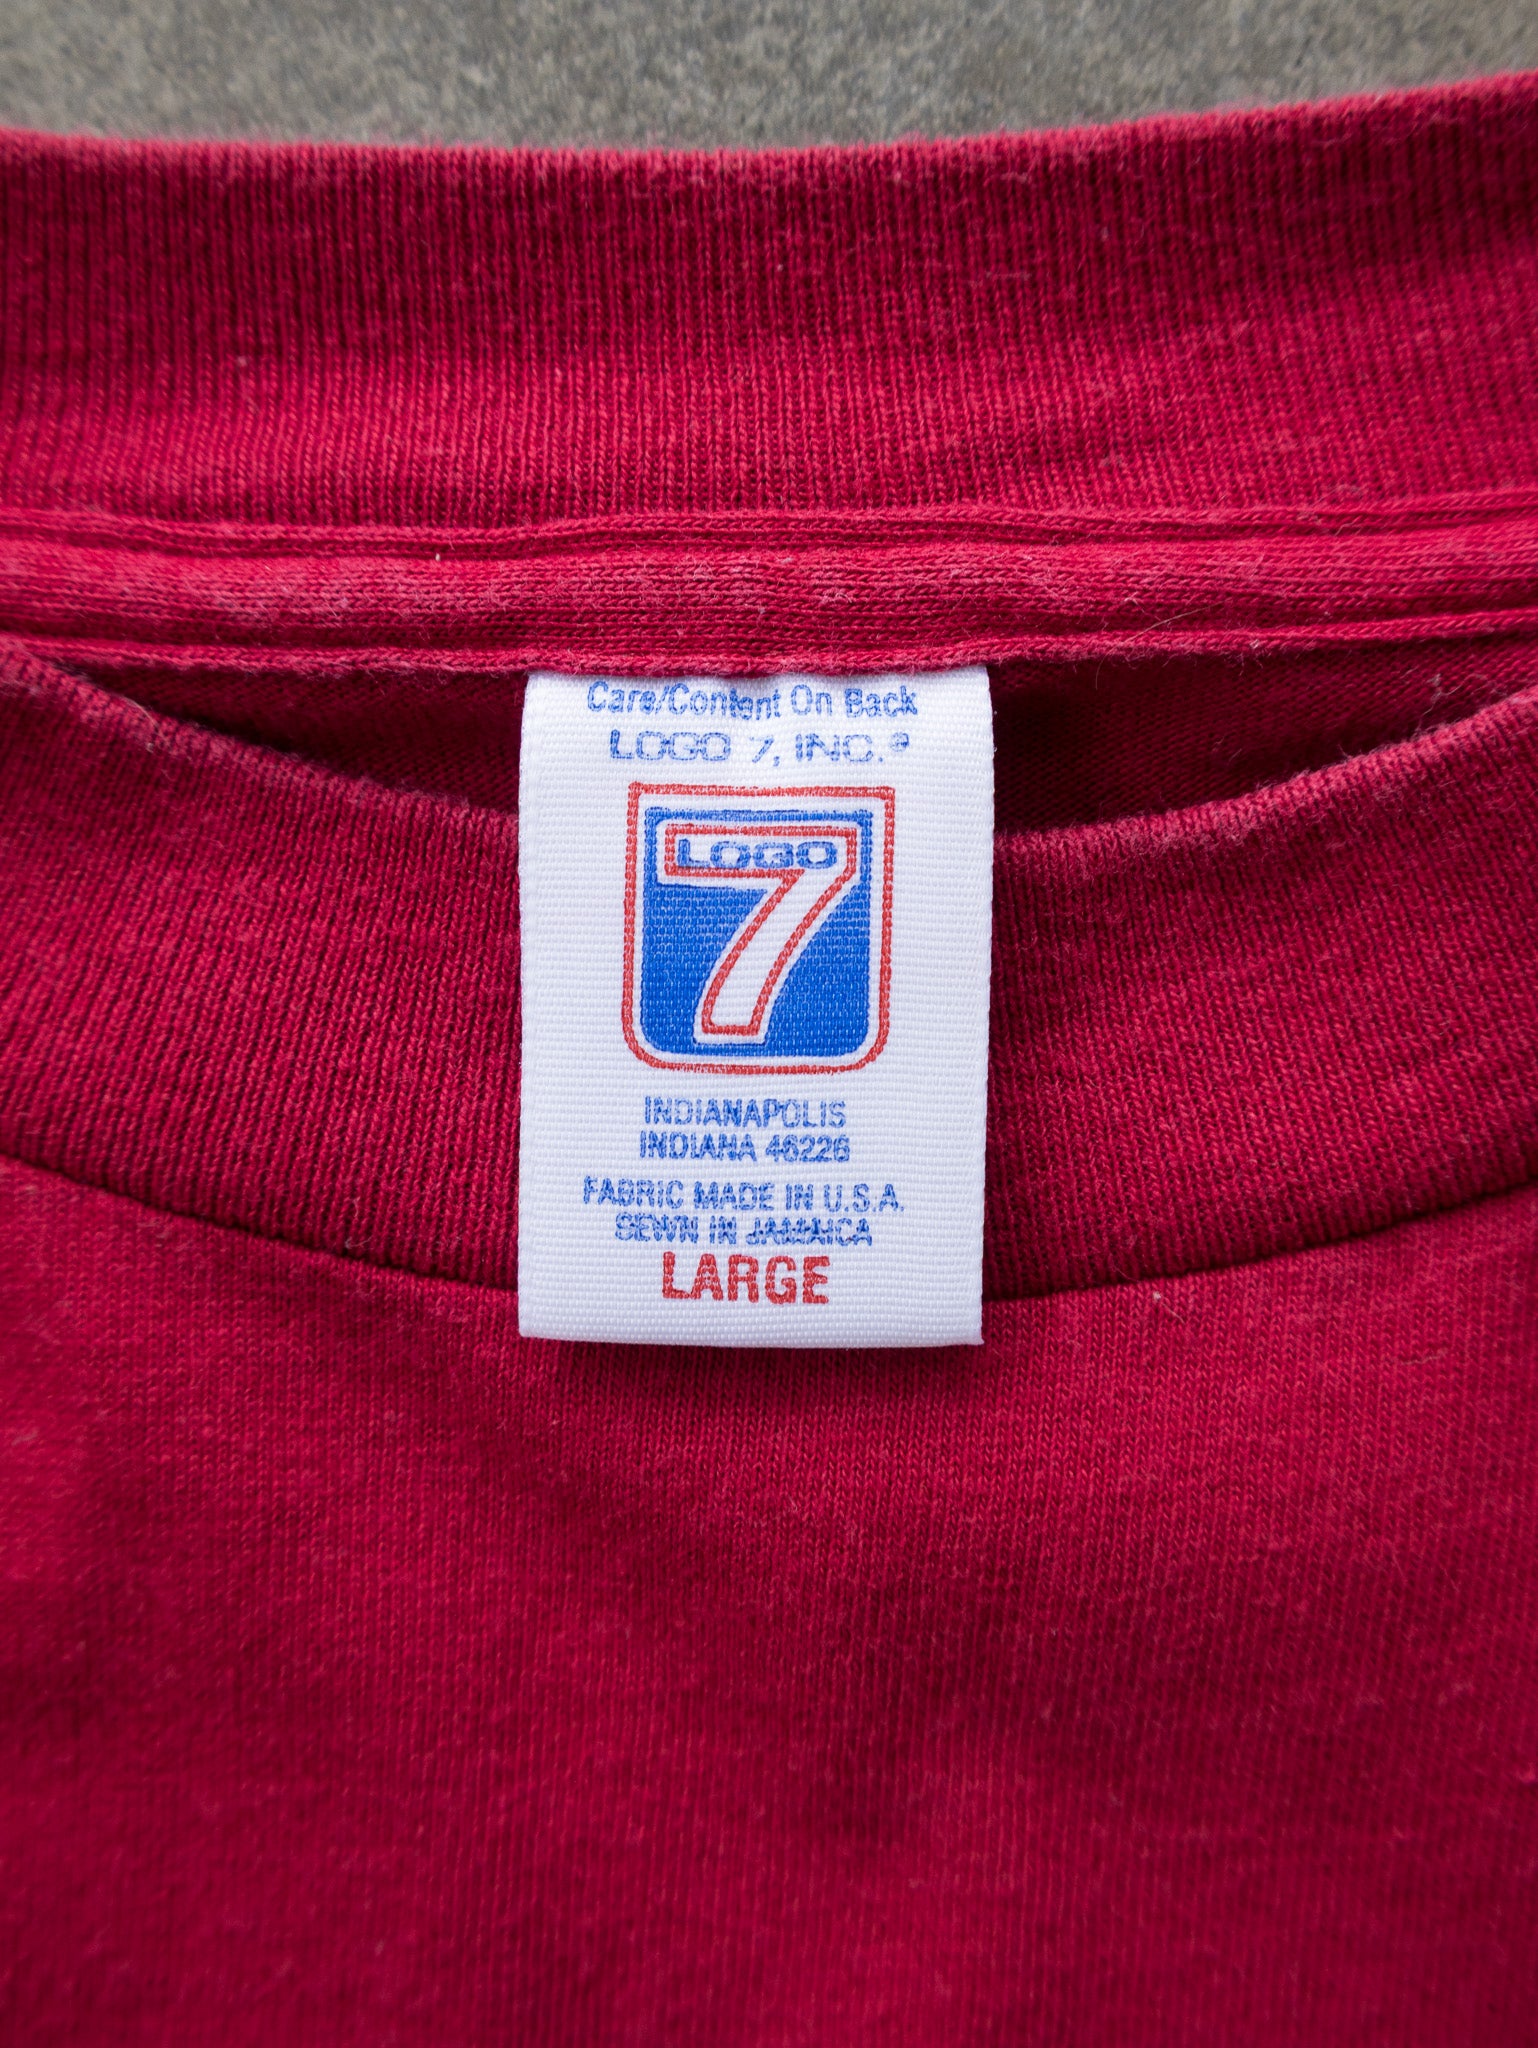 Care/Content On Back
LOGO 7, INC.®
LOGO
7
INDIANAPOLIS
INDIANA 46226
FABRIC MADE IN U.S.A.
SEWN IN JAMAICA
LARGE